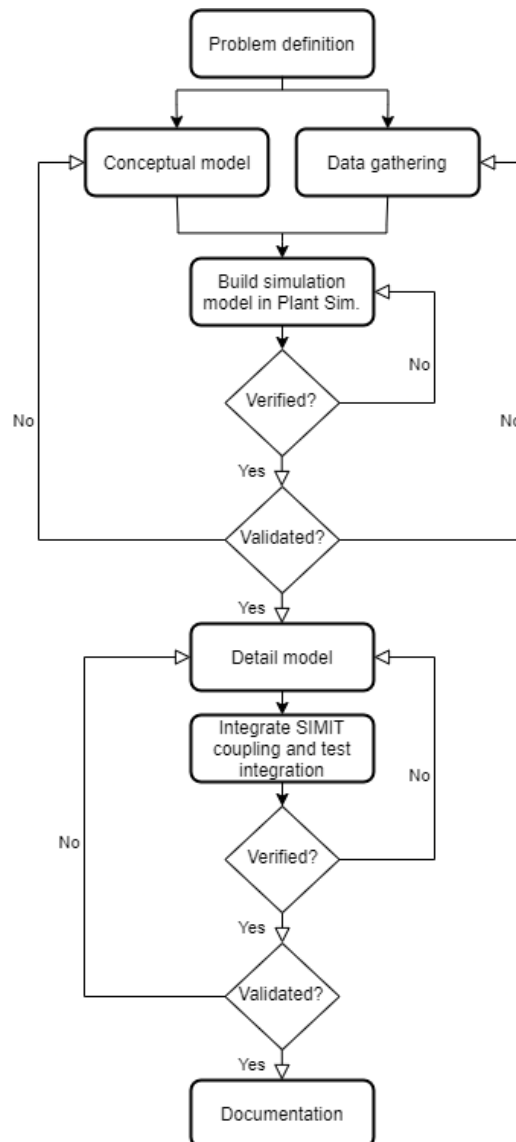 Problem definition
Conceptual model
Data gathering
Build simulation
model in Plant Sim.
No
Verified?
No
No
Yes
Validated?
Yes
Detail model
Integrate SIMIT
coupling and test
integration
No
No
Verified?
Yes
Validated?
Yes
Documentation